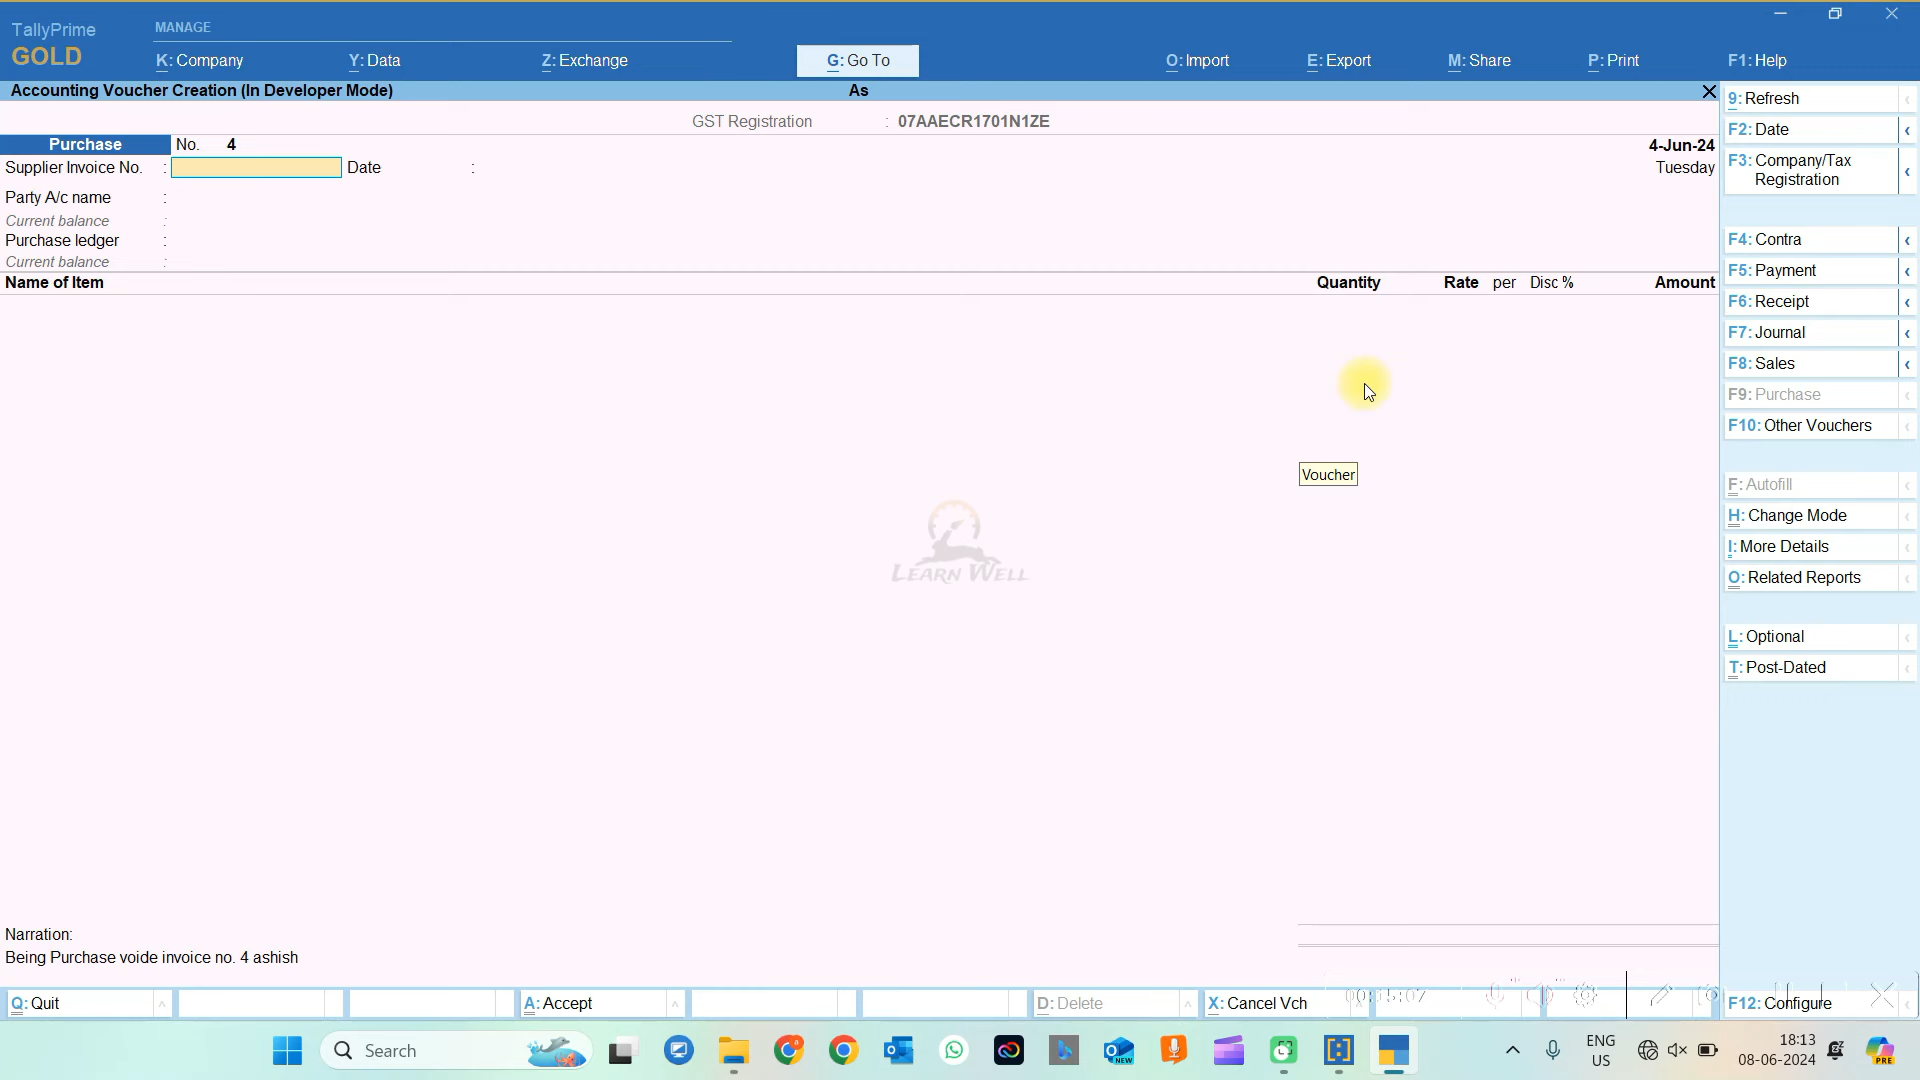 TallyPrime
GOLD
MANAGE
K: Company
Y: Data
Z: Exchange
G: Go To
O: Import
E: Export
M: Share
P: Print
F1: Help
Accounting Voucher Creation (In Developer Mode)
As
GST Registration : 07AAECR1701N1ZE
Purchase No. 4
4-Jun-24
Supplier Invoice No. : Date :
Tuesday
Party A/c name :
Current balance :
Purchase ledger :
Current balance :
Name of Item Quantity Rate per Disc % Amount
Voucher
LEARN WELL
Narration:
Being Purchase voide invoice no. 4 ashish
9: Refresh
F2: Date
F3: Company/Tax
Registration
F4: Contra
F5: Payment
F6: Receipt
F7: Journal
F8: Sales
F9: Purchase
F10: Other Vouchers
F: Autofill
H: Change Mode
I: More Details
O: Related Reports
L: Optional
T: Post-Dated
Q: Quit
A: Accept
D: Delete
X: Cancel Vch
F12: Configure
Search
NEW
ENG
US
18:13
08-06-2024
PRE